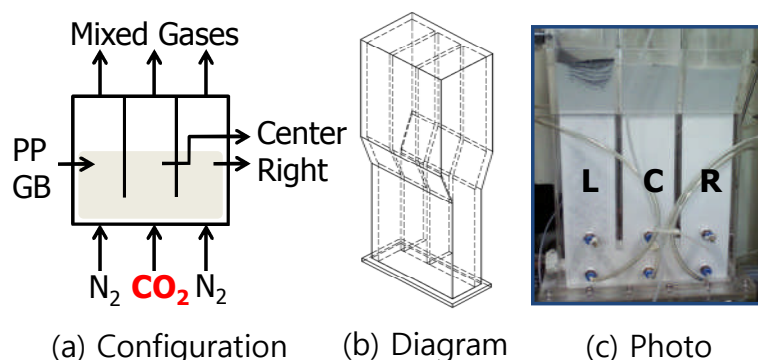 Mixed Gases
PP
GB
Center
Right
N₂ CO₂ N₂
L C R
(a) Configuration (b) Diagram (c) Photo